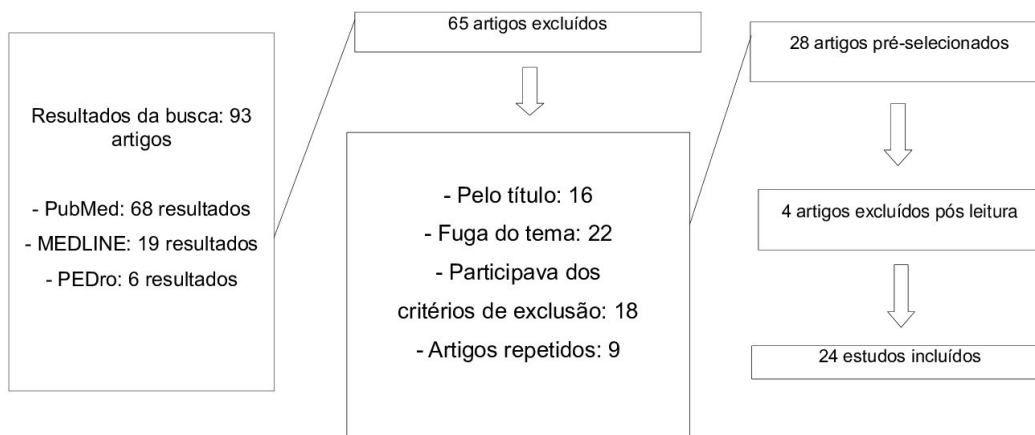 Resultados da busca: 93
artigos
- PubMed: 68 resultados
- MEDLINE: 19 resultados
- PEDro: 6 resultados
65 artigos excluídos
- Pelo título: 16
- Fuga do tema: 22
- Participava dos
critérios de exclusão: 18
- Artigos repetidos: 9
28 artigos pré-selecionados
4 artigos excluídos pós leitura
24 estudos incluídos